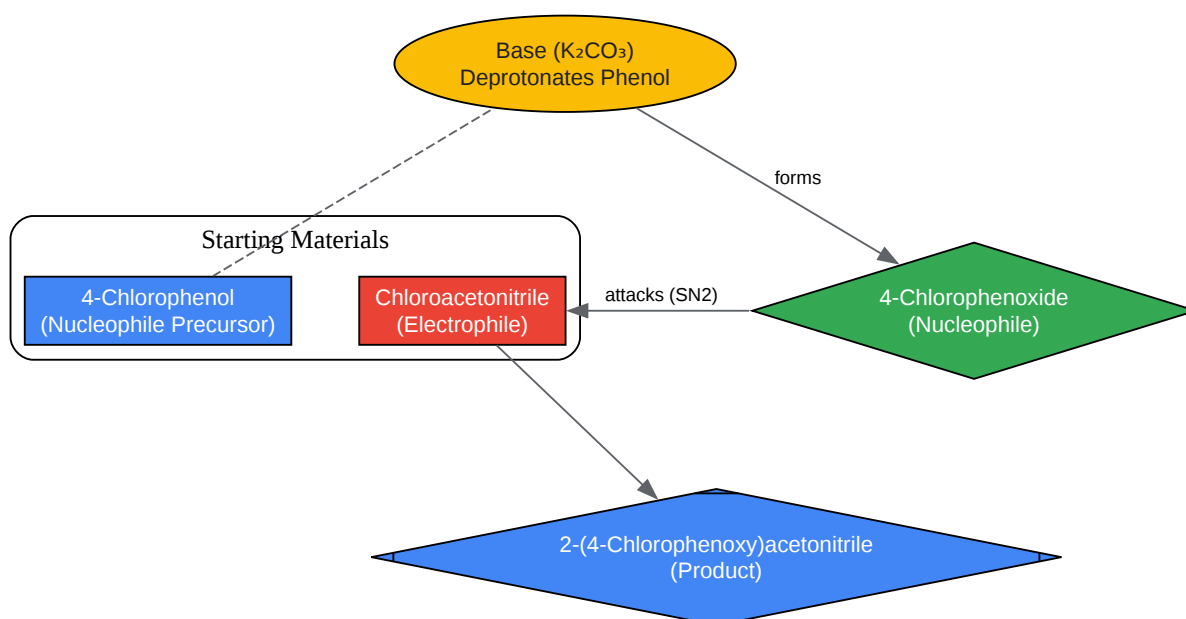 Base (K₂CO₃)
Deprotonates Phenol
forms
Starting Materials
4-Chlorophenol
(Nucleophile Precursor)
Chloroacetonitrile
(Electrophile)
attacks (SN2)
4-Chlorophenoxide
(Nucleophile)
2-(4-Chlorophenoxy)acetonitrile
(Product)